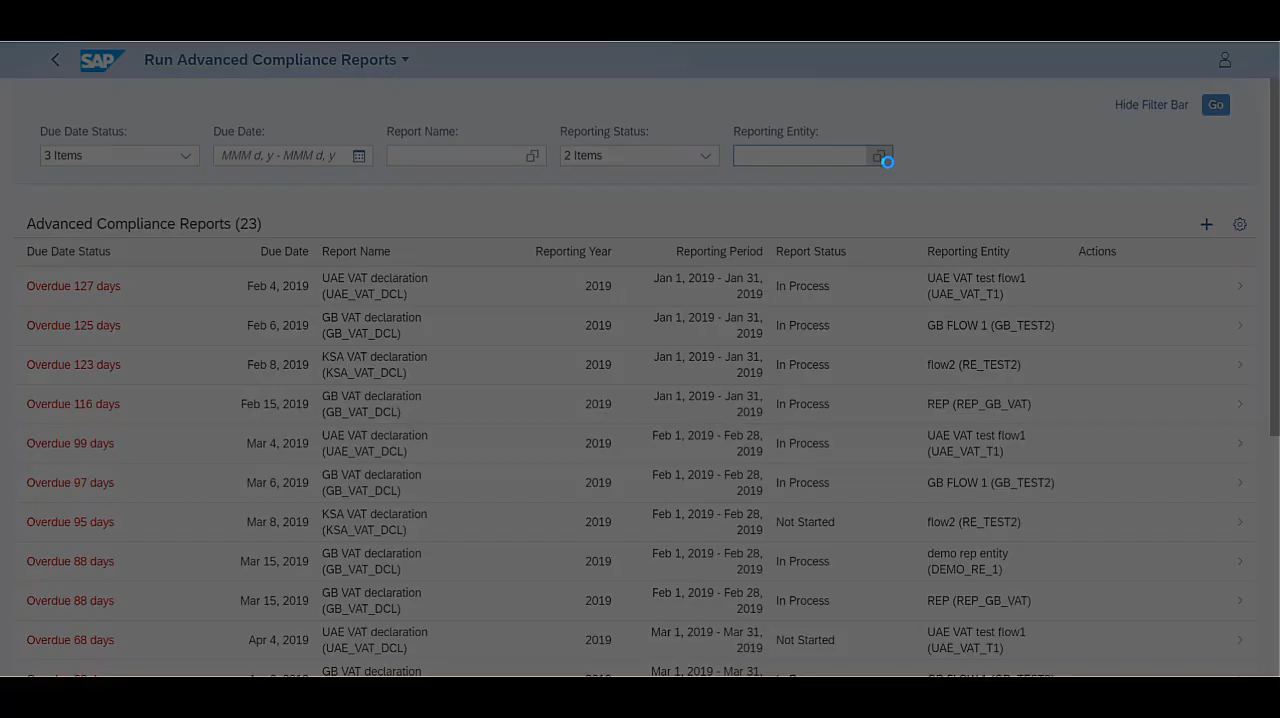 SAP Run Advanced Compliance Reports
Hide Filter Bar Go
Due Date Status: Due Date: Report Name: Reporting Status: Reporting Entity:
3 Items MMM d, y - MMM d, y 2 Items
Advanced Compliance Reports (23)
Due Date Status Due Date Report Name Reporting Year Reporting Period Report Status Reporting Entity Actions
Overdue 127 days Feb 4, 2019 UAE VAT declaration (UAE_VAT_DCL) 2019 Jan 1, 2019 - Jan 31, 2019 In Process UAE VAT test flow1 (UAE_VAT_T1)
Overdue 125 days Feb 6, 2019 GB VAT declaration (GB_VAT_DCL) 2019 Jan 1, 2019 - Jan 31, 2019 In Process GB FLOW 1 (GB_TEST2)
Overdue 123 days Feb 8, 2019 KSA VAT declaration (KSA_VAT_DCL) 2019 Jan 1, 2019 - Jan 31, 2019 In Process flow2 (RE_TEST2)
Overdue 116 days Feb 15, 2019 GB VAT declaration (GB_VAT_DCL) 2019 Jan 1, 2019 - Jan 31, 2019 In Process REP (REP_GB_VAT)
Overdue 99 days Mar 4, 2019 UAE VAT declaration (UAE_VAT_DCL) 2019 Feb 1, 2019 - Feb 28, 2019 In Process UAE VAT test flow1 (UAE_VAT_T1)
Overdue 97 days Mar 6, 2019 GB VAT declaration (GB_VAT_DCL) 2019 Feb 1, 2019 - Feb 28, 2019 In Process GB FLOW 1 (GB_TEST2)
Overdue 95 days Mar 8, 2019 KSA VAT declaration (KSA_VAT_DCL) 2019 Feb 1, 2019 - Feb 28, 2019 Not Started flow2 (RE_TEST2)
Overdue 88 days Mar 15, 2019 GB VAT declaration (GB_VAT_DCL) 2019 Feb 1, 2019 - Feb 28, 2019 In Process demo rep entity (DEMO_RE_1)
Overdue 88 days Mar 15, 2019 GB VAT declaration (GB_VAT_DCL) 2019 Feb 1, 2019 - Feb 28, 2019 In Process REP (REP_GB_VAT)
Overdue 68 days Apr 4, 2019 UAE VAT declaration (UAE_VAT_DCL) 2019 Mar 1, 2019 - Mar 31, 2019 Not Started UAE VAT test flow1 (UAE_VAT_T1)
GB VAT declaration Mar 1, 2019 - Mar 31,